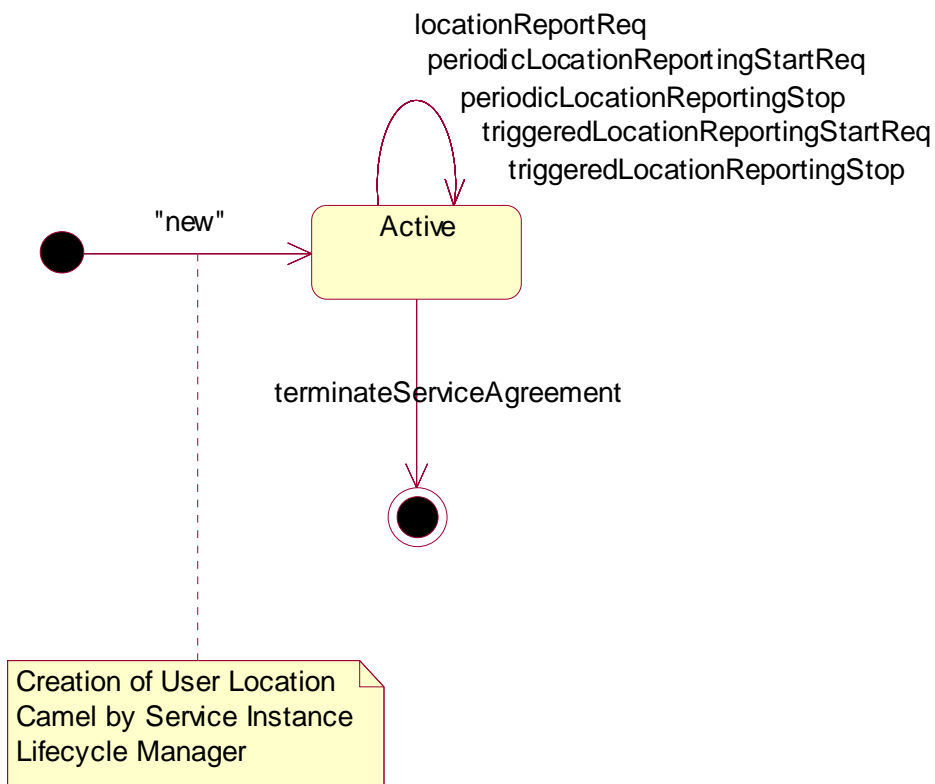 locationReportReq
periodicLocationReportingStartReq
periodicLocationReportingStop
triggeredLocationReportingStartReq
triggeredLocationReportingStop
"new"
Active
terminateServiceAgreement
Creation of User Location
Camel by Service Instance
Lifecycle Manager